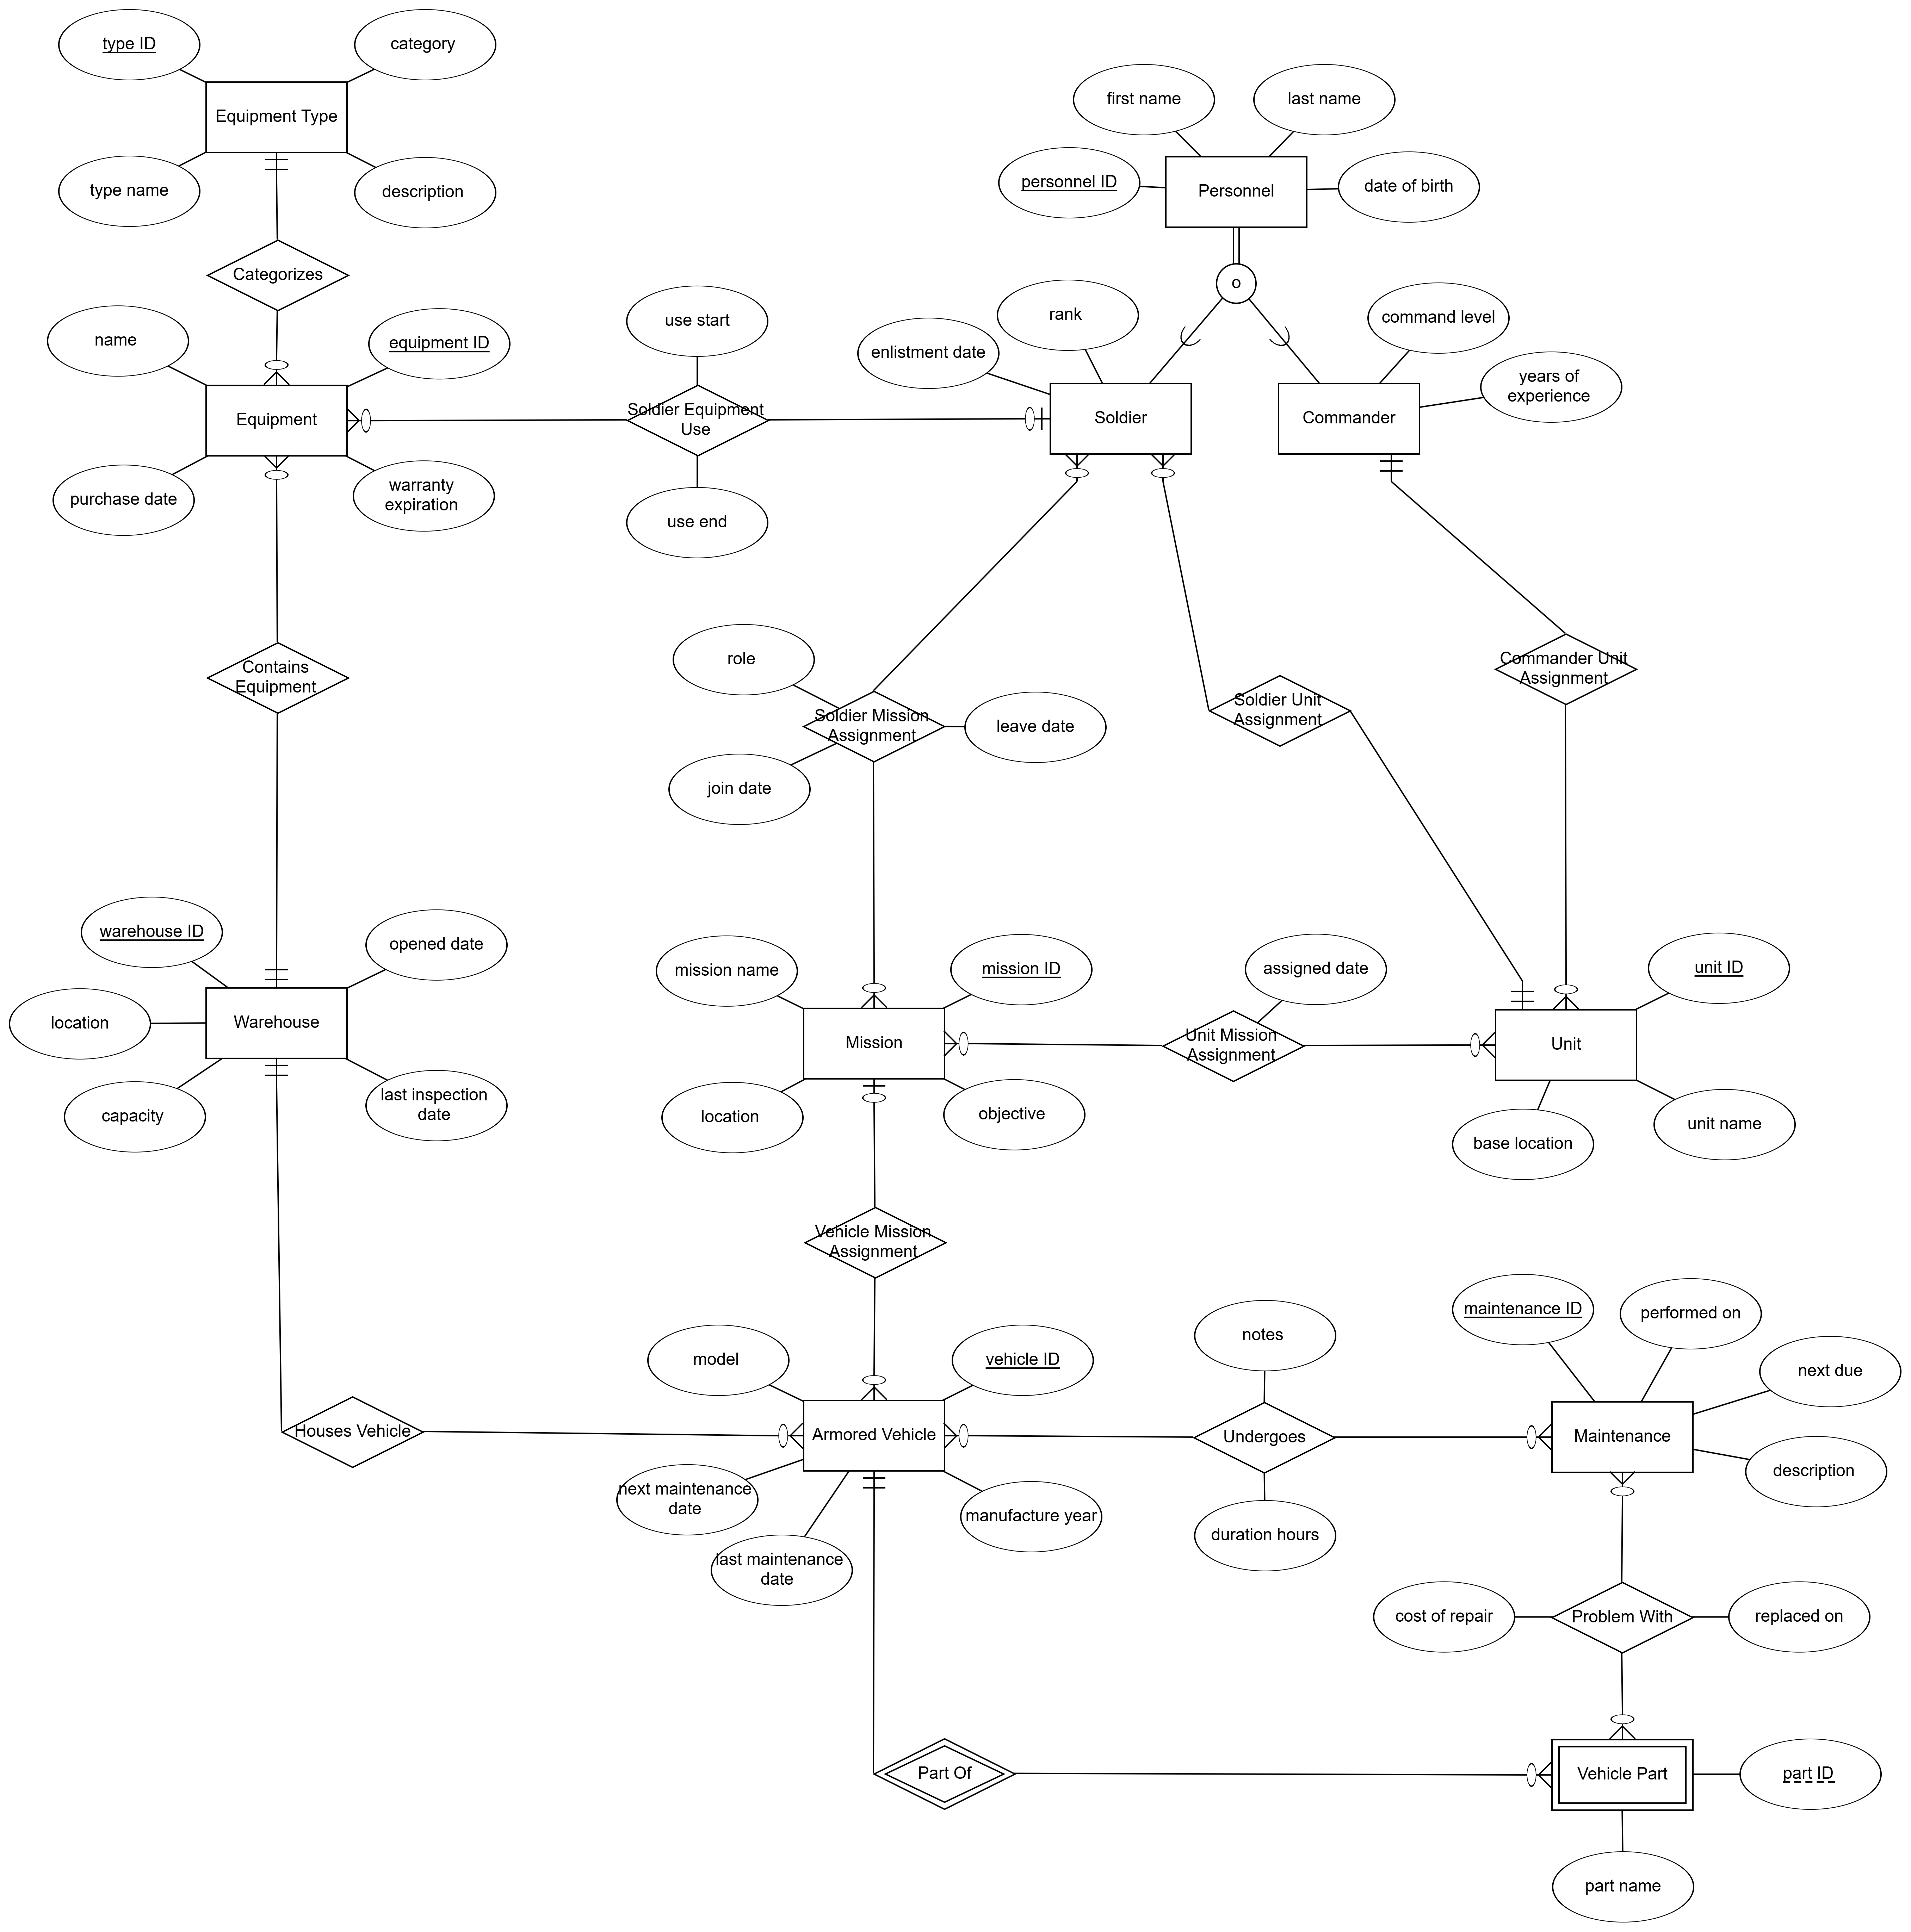 type ID
category
Equipment Type
type name
description
first name
last name
personnel ID
Personnel
date of birth
Categorizes
o
name
equipment ID
Equipment
purchase date
warranty
expiration
use start
Soldier Equipment
Use
use end
enlistment date
rank
Soldier
command level
Commander
years of
experience
Contains
Equipment
role
Soldier Mission
Assignment
leave date
join date
Soldier Unit
Assignment
Commander Unit
Assignment
warehouse ID
opened date
location
Warehouse
capacity
last inspection
date
mission name
mission ID
Mission
location
objective
assigned date
Unit Mission
Assignment
unit ID
Unit
base location
unit name
Vehicle Mission
Assignment
Houses Vehicle
model
vehicle ID
Armored Vehicle
next maintenance
date
last maintenance
date
manufacture year
notes
Undergoes
duration hours
maintenance ID
performed on
next due
Maintenance
description
cost of repair
Problem With
replaced on
Part Of
Vehicle Part
part ID
part name